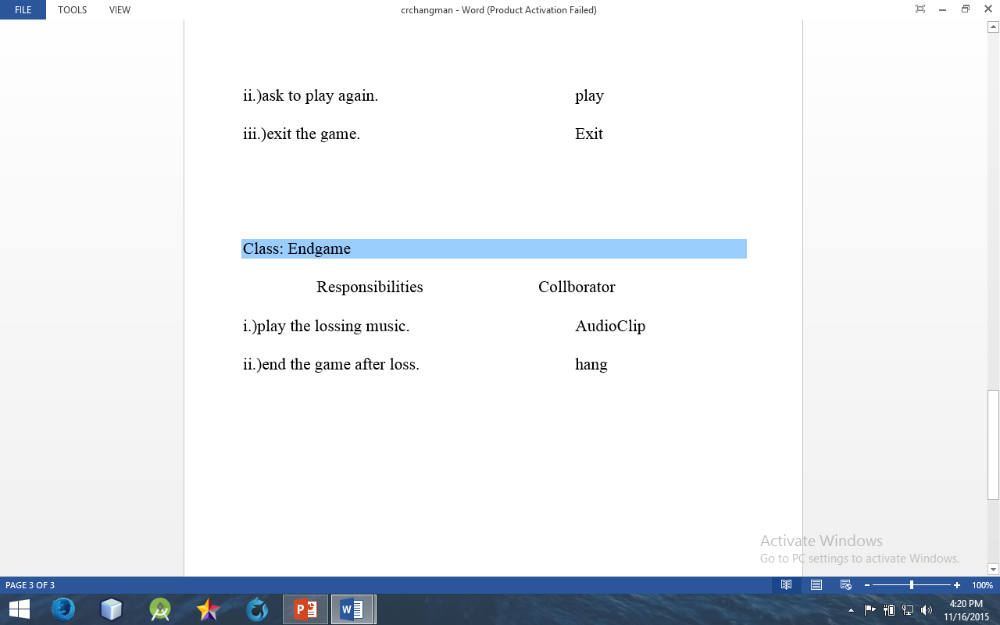 FILE TOOLS VIEW crchangman - Word (Product Activation Failed)
ii.)ask to play again. play
iii.)exit the game. Exit
Class: Endgame
Responsibilities Collborator
i.)play the lossing music. AudioClip
ii.)end the game after loss. hang
Activate Windows
Go to PC settings to activate Windows.
PAGE 3 OF 3 100%
4:20 PM
11/16/2015